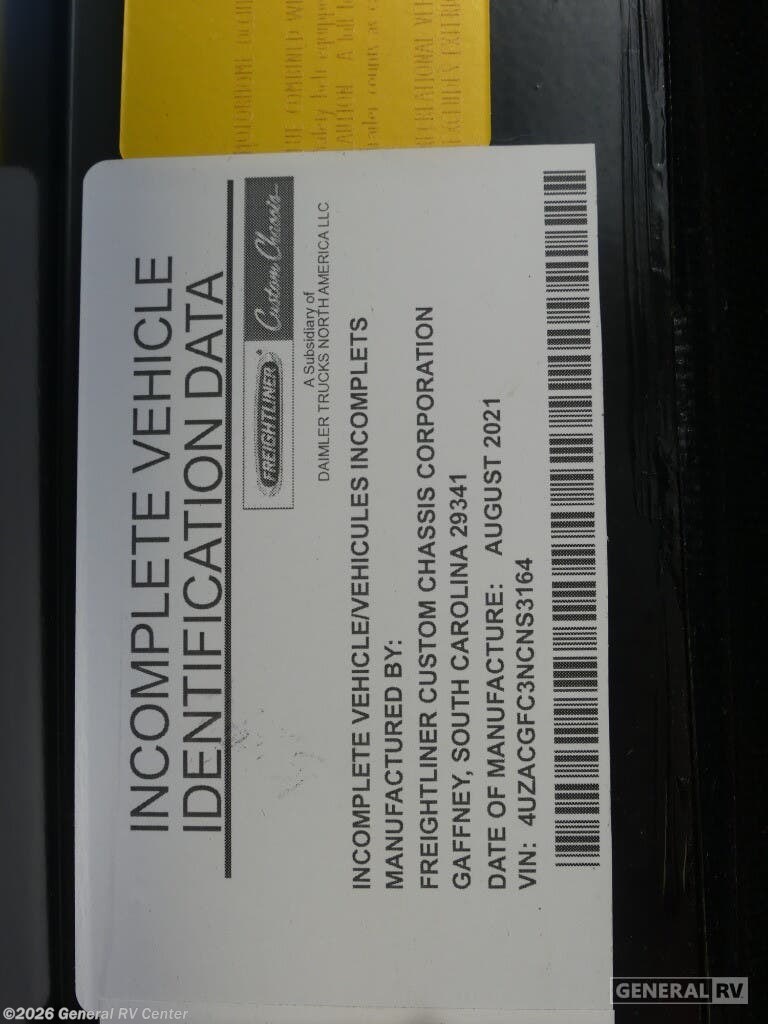 INCOMPLETE VEHICLE
IDENTIFICATION DATA
FREIGHTLINER Custom Chassis
A Subsidiary of
DAIMLER TRUCKS NORTH AMERICA LLC
INCOMPLETE VEHICLE/VEHICULES INCOMPLETS
MANUFACTURED BY:
FREIGHTLINER CUSTOM CHASSIS CORPORATION
GAFFNEY, SOUTH CAROLINA 29341
DATE OF MANUFACTURE: AUGUST 2021
VIN: 4UZACGFC3NCNS3164
GENERAL RV
©2026 General RV Center